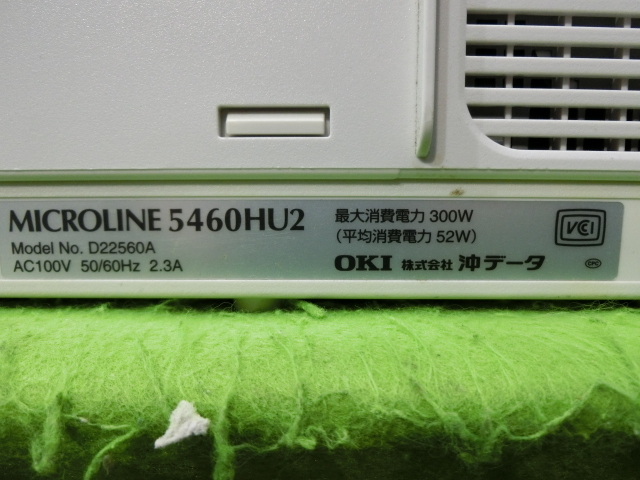 MICROLINE 5460HU2
Model No. D22560A
AC100V 50/60Hz 2.3A
最大消費電力 300W
(平均消費電力 52W)
OKI 株式会社 沖データ
VCCI